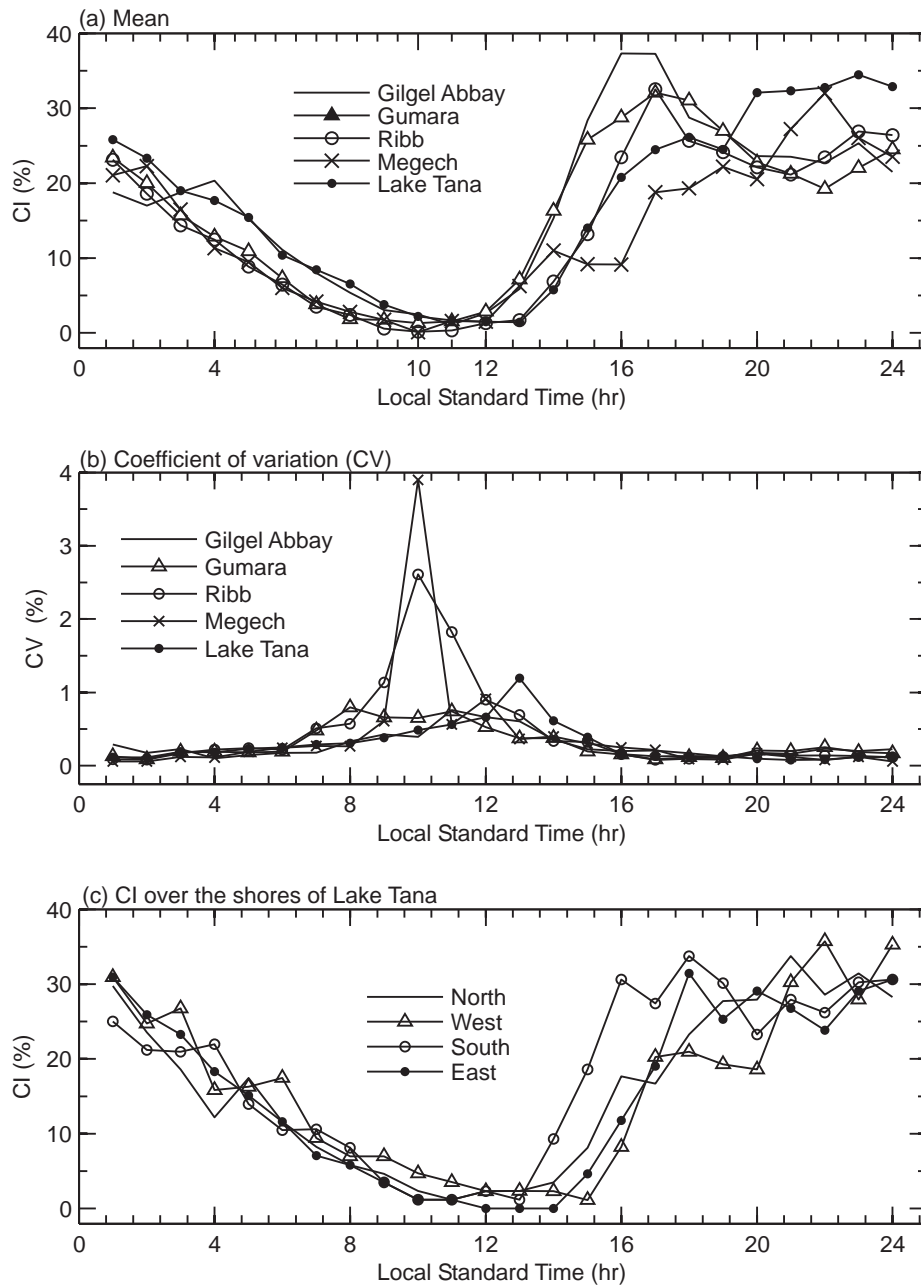 (a) Mean
40
30
20
10
0
CI (%)
Gilgel Abbay
Gumara
Ribb
Megech
Lake Tana
0 4 8 10 12 16 20 24
Local Standard Time (hr)
(b) Coefficient of variation (CV)
4
3
2
1
0
CV (%)
Gilgel Abbay
Gumara
Ribb
Megech
Lake Tana
0 4 8 12 16 20 24
Local Standard Time (hr)
(c) CI over the shores of Lake Tana
40
30
20
10
0
CI (%)
North
West
South
East
0 4 8 12 16 20 24
Local Standard Time (hr)